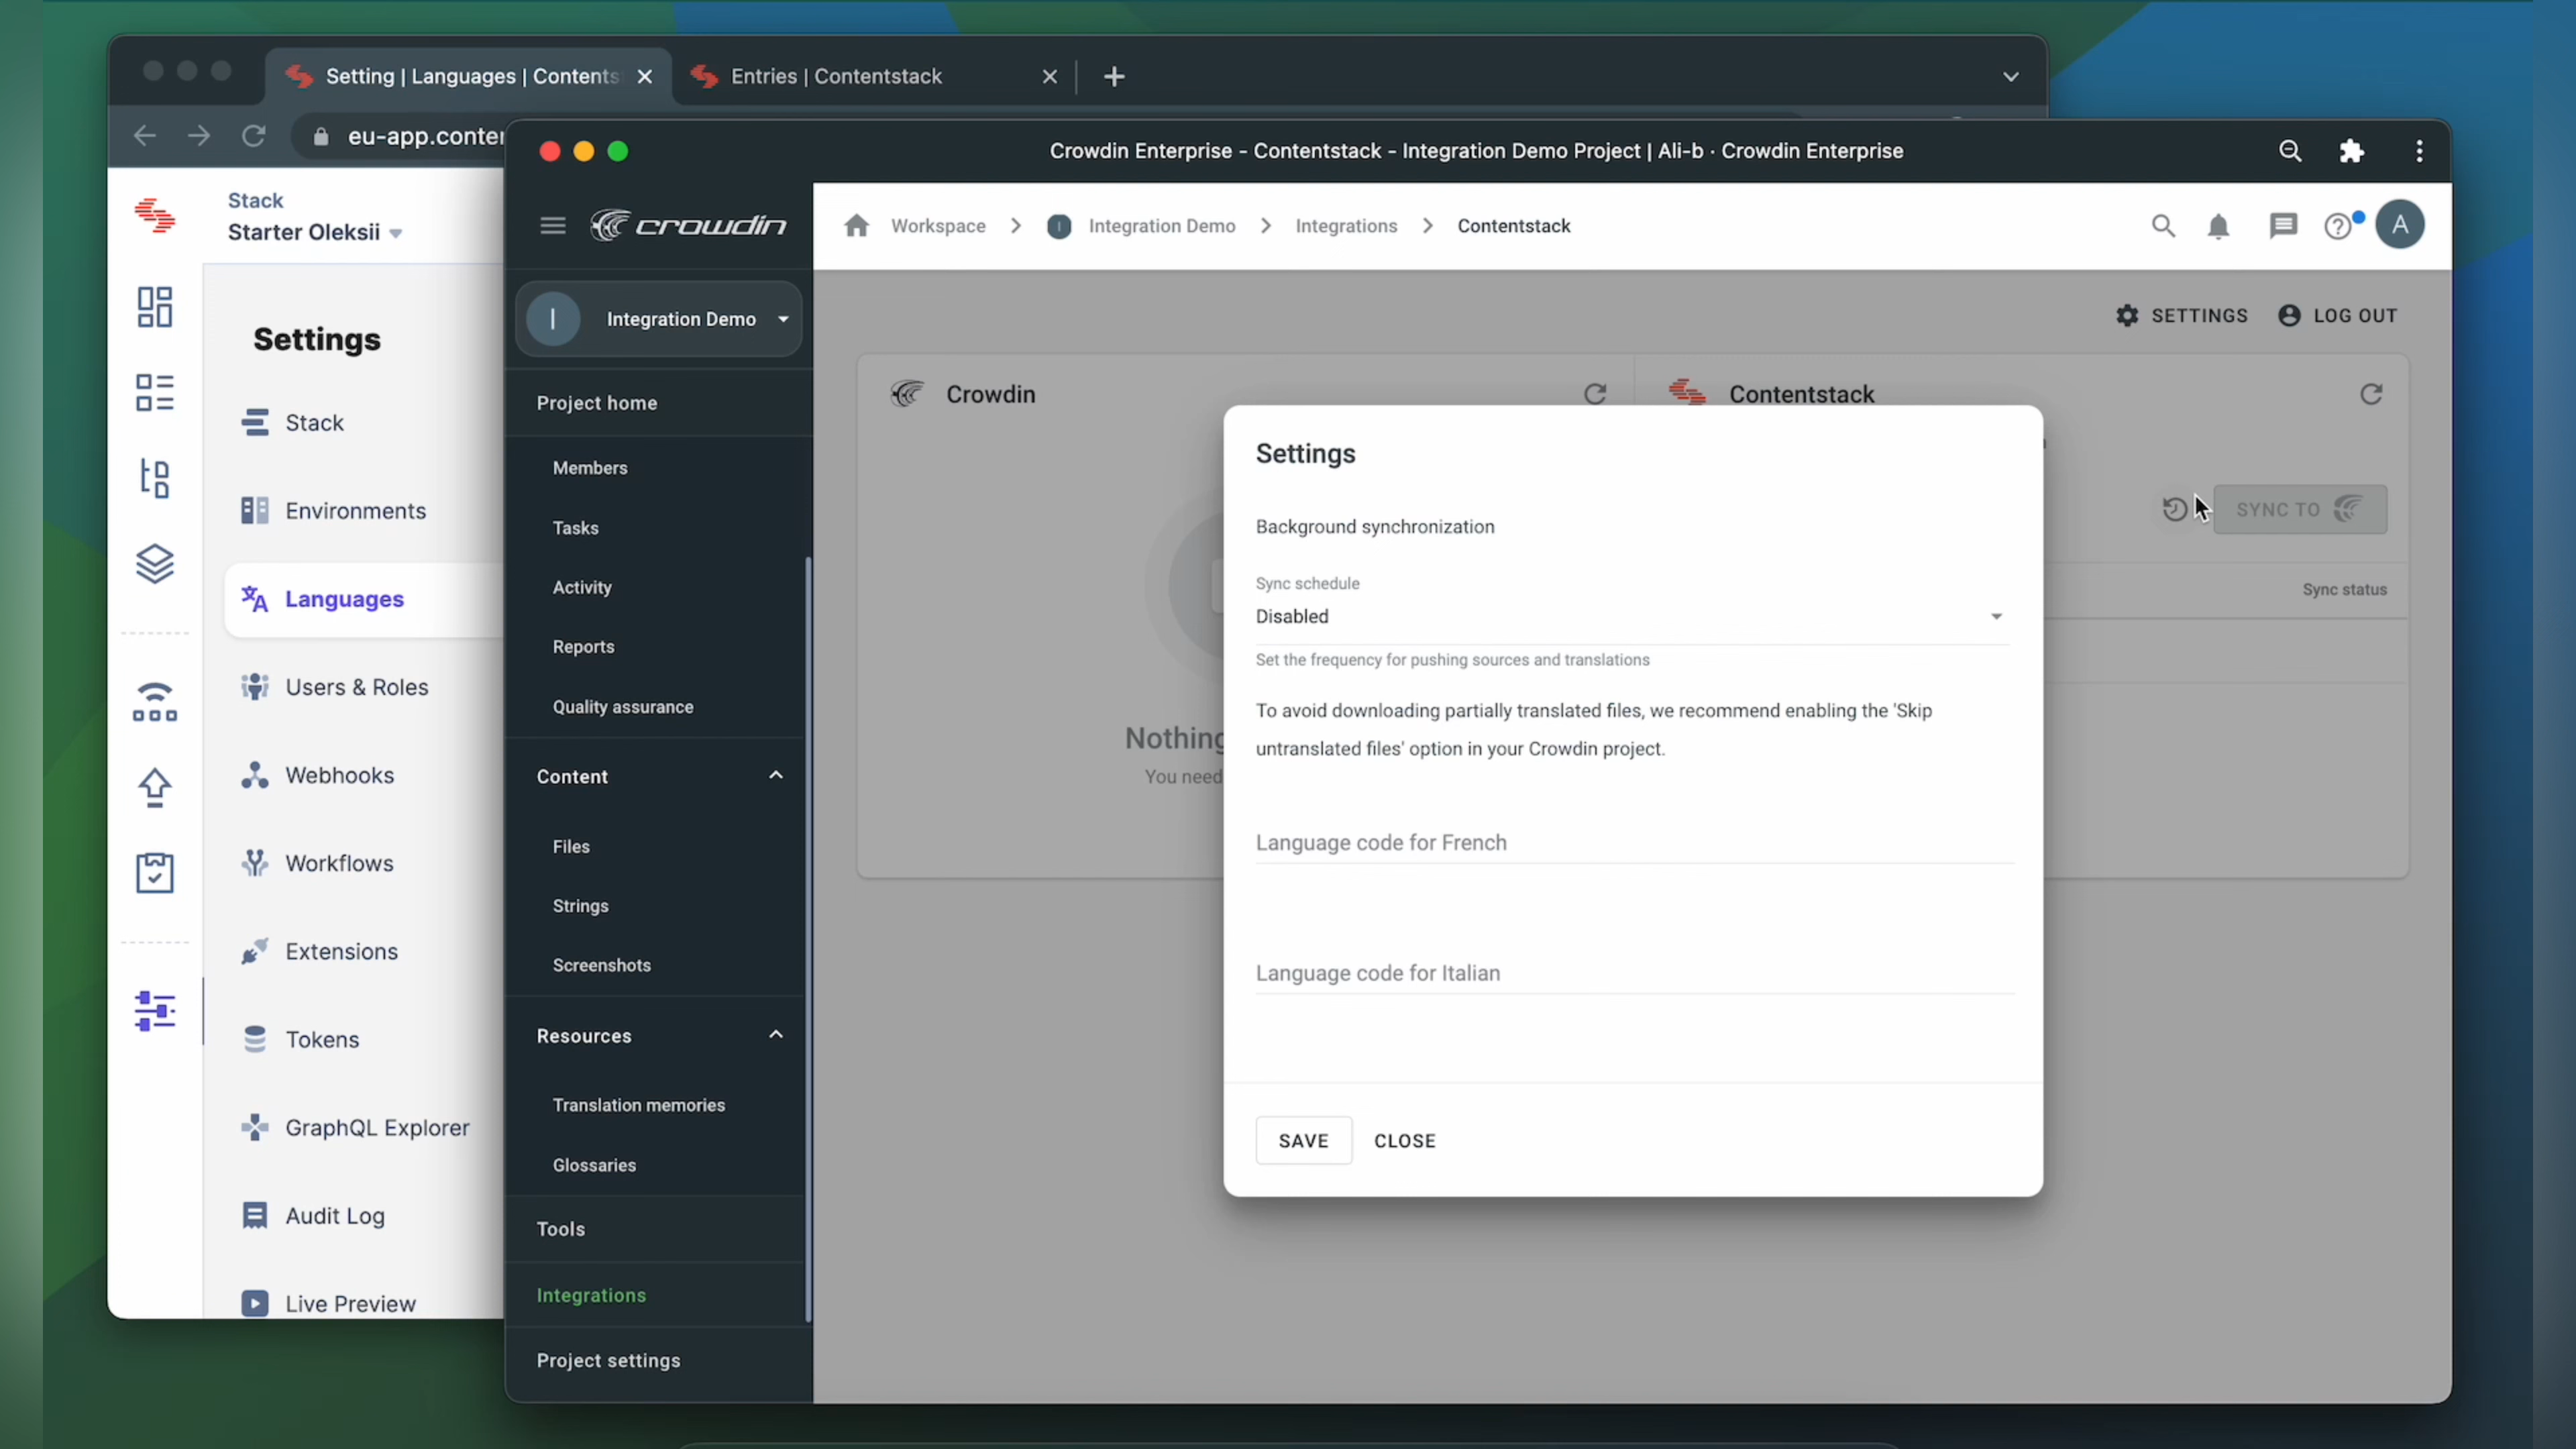 Setting | Languages | Contents
Entries | Contentstack
eu-app.conten
Stack
Starter Oleksii
Settings
Stack
Environments
Languages
Users & Roles
Webhooks
Workflows
Extensions
Tokens
GraphQL Explorer
Audit Log
Live Preview
Crowdin Enterprise - Contentstack - Integration Demo Project | Ali-b · Crowdin Enterprise
crowdin
I
Integration Demo
Project home
Members
Tasks
Activity
Reports
Quality assurance
Content
Files
Strings
Screenshots
Resources
Translation memories
Glossaries
Tools
Integrations
Project settings
Workspace
I
Integration Demo
Integrations
Contentstack
A
SETTINGS
LOG OUT
Crowdin
Contentstack
SYNC TO
Sync status
Nothing
You need
Settings
Background synchronization
Sync schedule
Disabled
Set the frequency for pushing sources and translations
To avoid downloading partially translated files, we recommend enabling the 'Skip
untranslated files' option in your Crowdin project.
Language code for French
Language code for Italian
SAVE
CLOSE